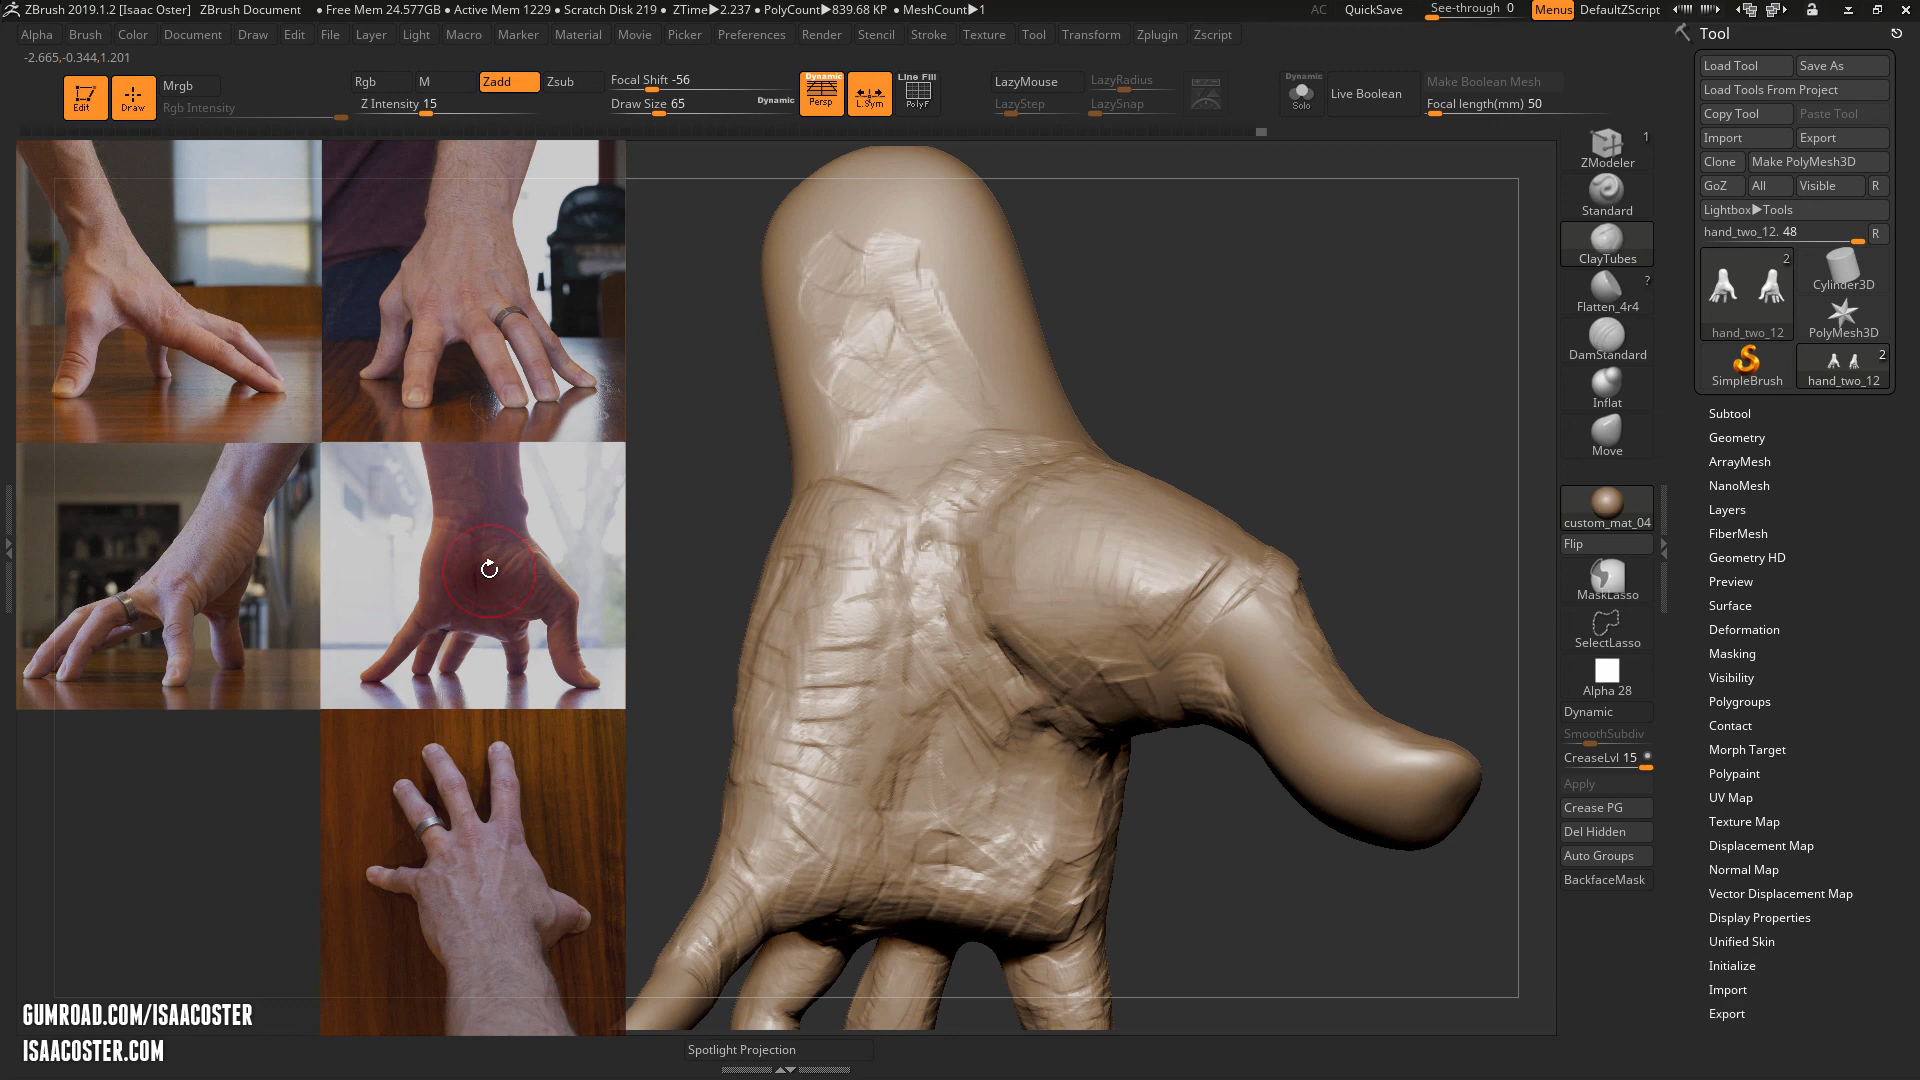 ZBrush 2019.1.2 [Isaac Oster] ZBrush Document • Free Mem 24.577GB • Active Mem 1229 • Scratch Disk 219 • ZTime▶2.237 • PolyCount▶839.68 KP • MeshCount▶1 AC QuickSave See-through 0 Menus DefaultZScript
Alpha Brush Color Document Draw Edit File Layer Light Macro Marker Material Movie Picker Preferences Render Stencil Stroke Texture Tool Transform Zplugin Zscript
-2.665,-0.344,1.201
Edit Draw
Mrgb
Rgb Intensity
Rgb M Zadd Zsub
Z Intensity 15
Focal Shift -56
Draw Size 65 Dynamic
Dynamic
Persp
L.Sym
Line Fill
PolyF
LazyMouse LazyRadius
LazyStep LazySnap
Dynamic
Solo
Live Boolean
Make Boolean Mesh
Focal length(mm) 50
1
ZModeler
Standard
ClayTubes
?
Flatten_4r4
DamStandard
Inflat
Move
custom_mat_04
Flip
MaskLasso
SelectLasso
Alpha 28
Dynamic
SmoothSubdiv
CreaseLvl 15
Apply
Crease PG
Del Hidden
Auto Groups
BackfaceMask
Tool
Load Tool Save As
Load Tools From Project
Copy Tool Paste Tool
Import Export
Clone Make PolyMesh3D
GoZ All Visible R
Lightbox▶Tools
hand_two_12. 48 R
2
hand_two_12
Cylinder3D
PolyMesh3D
SimpleBrush
2
hand_two_12
Subtool
Geometry
ArrayMesh
NanoMesh
Layers
FiberMesh
Geometry HD
Preview
Surface
Deformation
Masking
Visibility
Polygroups
Contact
Morph Target
Polypaint
UV Map
Texture Map
Displacement Map
Normal Map
Vector Displacement Map
Display Properties
Unified Skin
Initialize
Import
Export
GUMROAD.COM/ISAACOSTER
ISAACOSTER.COM
Spotlight Projection